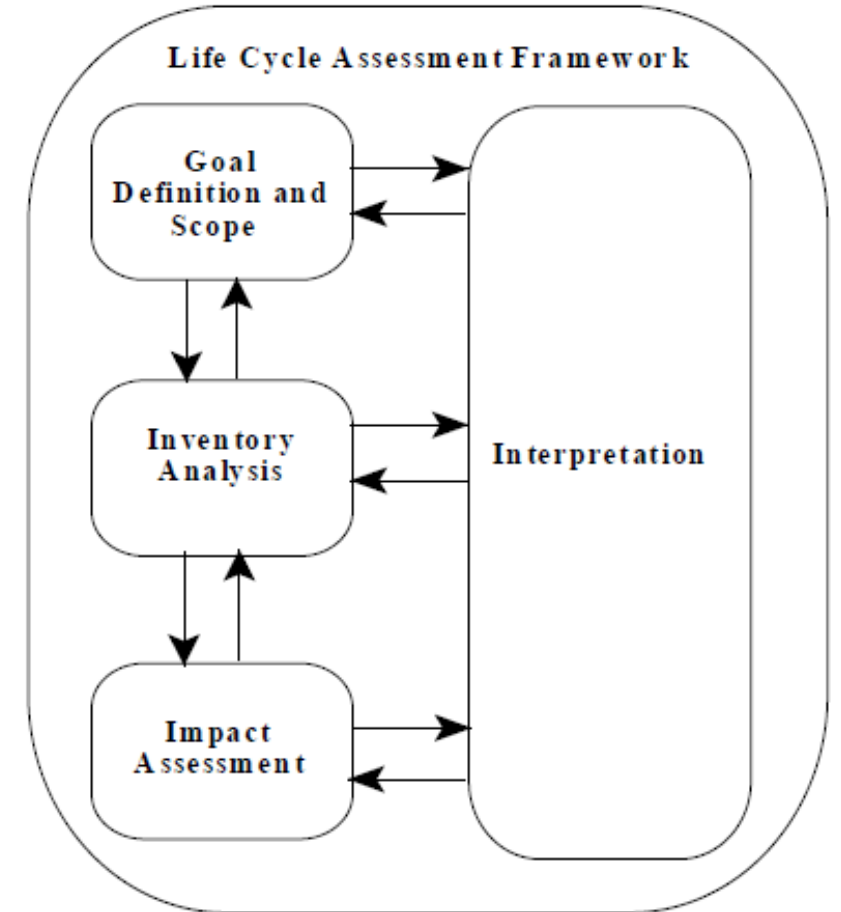 Life Cycle Assessment Framework
Goal
Definition and
Scope
Inventory
Analysis
Interpretation
Impact
Assessment